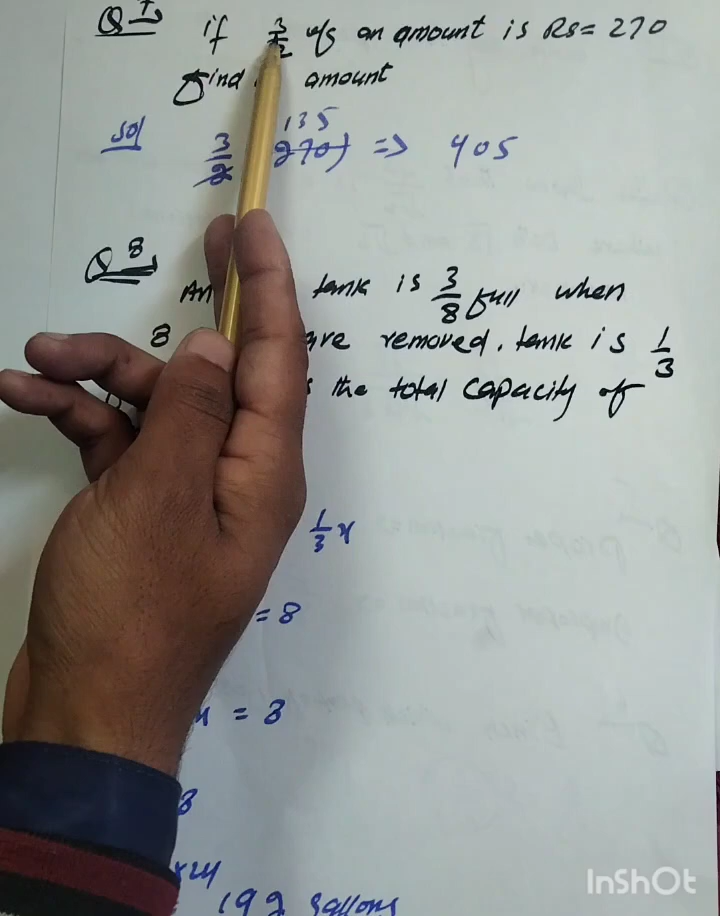 Q 7 if 3/2 of an amount is Rs = 270
find amount
Sol 3/2 270) 135 => 405
Q 8
An tank is 3/8 full when
8 are removed. tank is 1/3
the total capacity of
1/3 x
= 8
x = 8
8
x24
192 gallons
InShOt